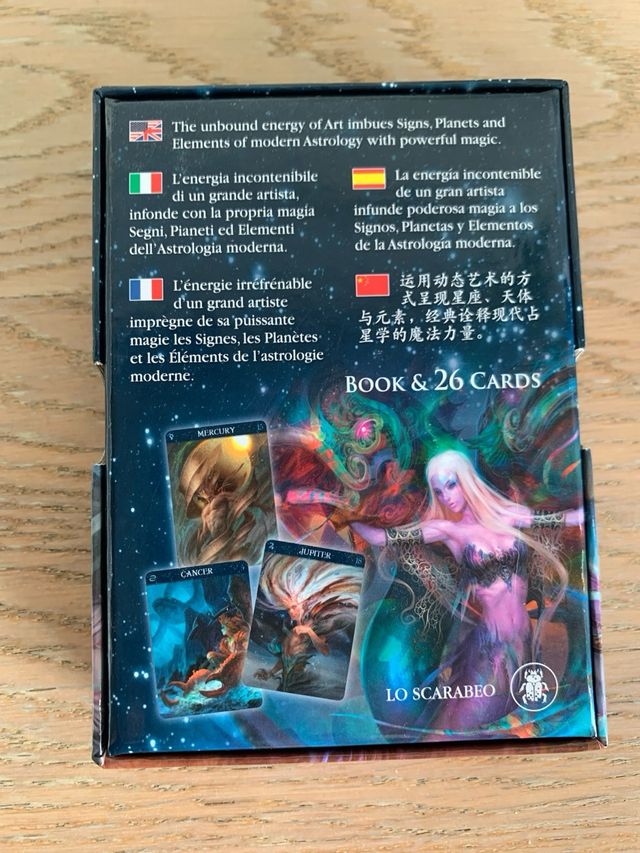 The unbound energy of Art imbues Signs, Planets and
Elements of modern Astrology with powerful magic.
L'energia incontenibile
di un grande artista,
infonde con la propria magia
Segni, Pianeti ed Elementi
dell'Astrologia moderna.
La energía incontenible
de un gran artista
infunde poderosa magia a los
Signos, Planetas y Elementos
de la Astrología moderna.
L'énergie irréfrénable
d'un grand artiste
imprègne de sa puissante
magie les Signes, les Planètes
et les Éléments de l'astrologie
moderne.
运用动态艺术的方
式呈现星座、天体
与元素，经典诠释现代占
星学的魔法力量。
BOOK & 26 CARDS
☿ MERCURY 15
♋ CANCER
♃ JUPITER 18
LO SCARABEO